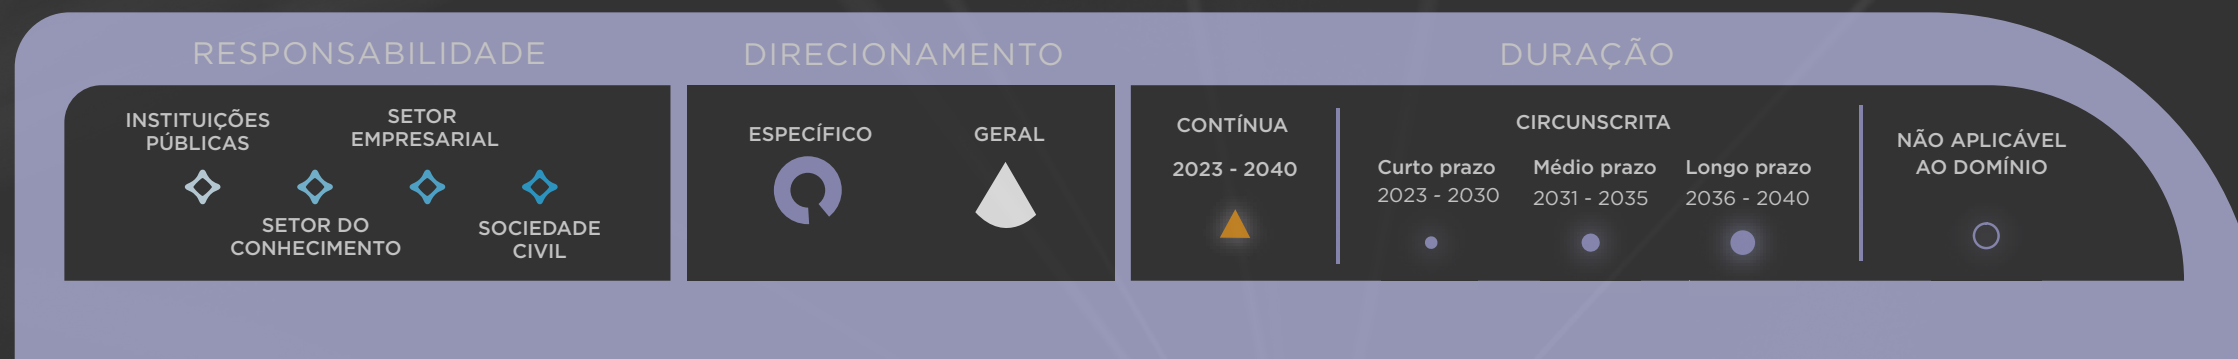 RESPONSABILIDADE
INSTITUIÇÕES
PÚBLICAS
SETOR
EMPRESARIAL
SETOR DO
CONHECIMENTO
SOCIEDADE
CIVIL
DIRECIONAMENTO
ESPECÍFICO
GERAL
DURAÇÃO
CONTÍNUA
2023 - 2040
CIRCUNSCRITA
Curto prazo
2023 - 2030
Médio prazo
2031 - 2035
Longo prazo
2036 - 2040
NÃO APLICÁVEL
AO DOMÍNIO